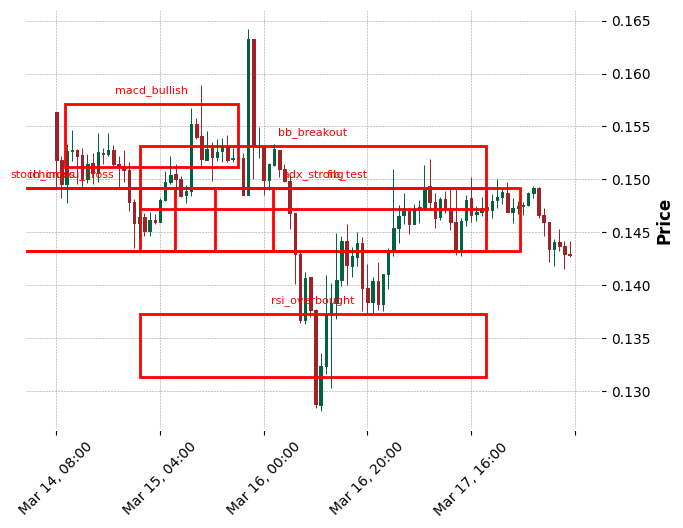 0.165
0.160
macd_bullish
0.155
bb_breakout
0.150
fib_test
0.145
Price
0.140
rsi_overbought
0.135
0.130
Mar 14, 08:00
Mar 15, 04:00
Mar 16, 00:00
Mar 16, 20:00
Mar 17, 16:00